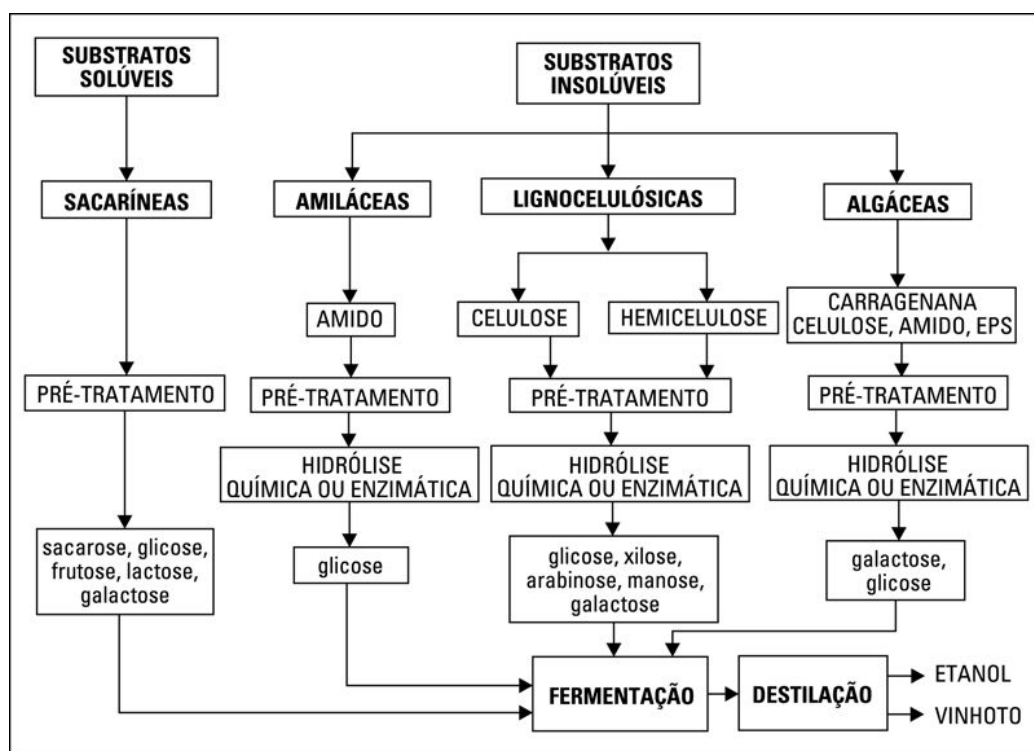 SUBSTRATOS
SOLÚVEIS
SUBSTRATOS
INSOLÚVEIS
SACARÍNEAS
AMILÁCEAS
LIGNOCELULÓSICAS
ALGÁCEAS
AMIDO
CELULOSE
HEMICELULOSE
CARRAGENANA
CELULOSE, AMIDO, EPS
PRÉ-TRATAMENTO
PRÉ-TRATAMENTO
PRÉ-TRATAMENTO
PRÉ-TRATAMENTO
HIDRÓLISE
QUÍMICA OU ENZIMÁTICA
HIDRÓLISE
QUÍMICA OU ENZIMÁTICA
HIDRÓLISE
QUÍMICA OU ENZIMÁTICA
sacarose, glicose,
frutose, lactose,
galactose
glicose
glicose, xilose,
arabinose, manose,
galactose
galactose,
glicose
FERMENTAÇÃO
DESTILAÇÃO
ETANOL
VINHOTO